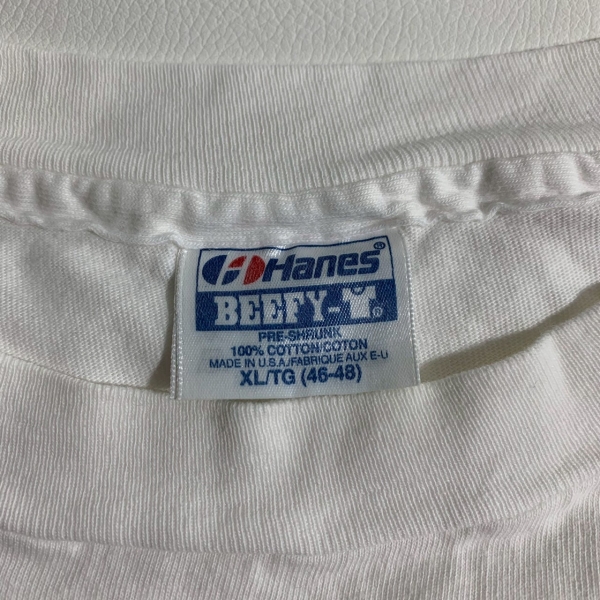 Hanes®
BEEFY-T®
PRE-SHRUNK
100% COTTON/COTON
MADE IN U.S.A./FABRIQUE AUX E-U
XL/TG (46-48)